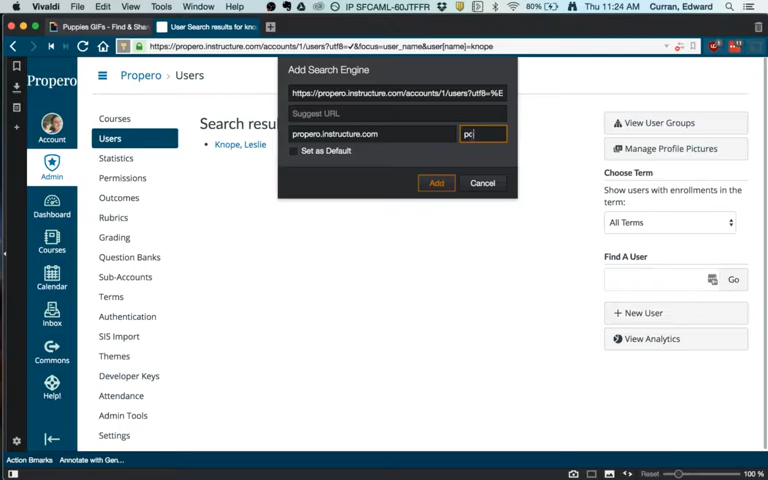 Vivaldi File Edit View Tools Window Help IP SFCAML-60JTFFR 80% Thu 11:24 AM Curran, Edward
Puppies GIFs - Find & Shar
User Search results for kno
https://propero.instructure.com/accounts/1/users?utf8=✓&focus=user_name&user[name]=knope
Propero
Account
Admin
Dashboard
Courses
Calendar
Inbox
Commons
Help!
Propero › Users
Courses
Users
Statistics
Permissions
Outcomes
Rubrics
Grading
Question Banks
Sub-Accounts
Terms
Authentication
SIS Import
Themes
Developer Keys
Attendance
Admin Tools
Settings
Search resu
Knope, Leslie
Add Search Engine
https://propero.instructure.com/accounts/1/users?utf8=%E
Suggest URL
propero.instructure.com
pc
Set as Default
Add
Cancel
View User Groups
Manage Profile Pictures
Choose Term
Show users with enrollments in the
term:
All Terms
Find A User
Go
+ New User
View Analytics
Action Bmarks Annotate with Gen...
Reset
100 %